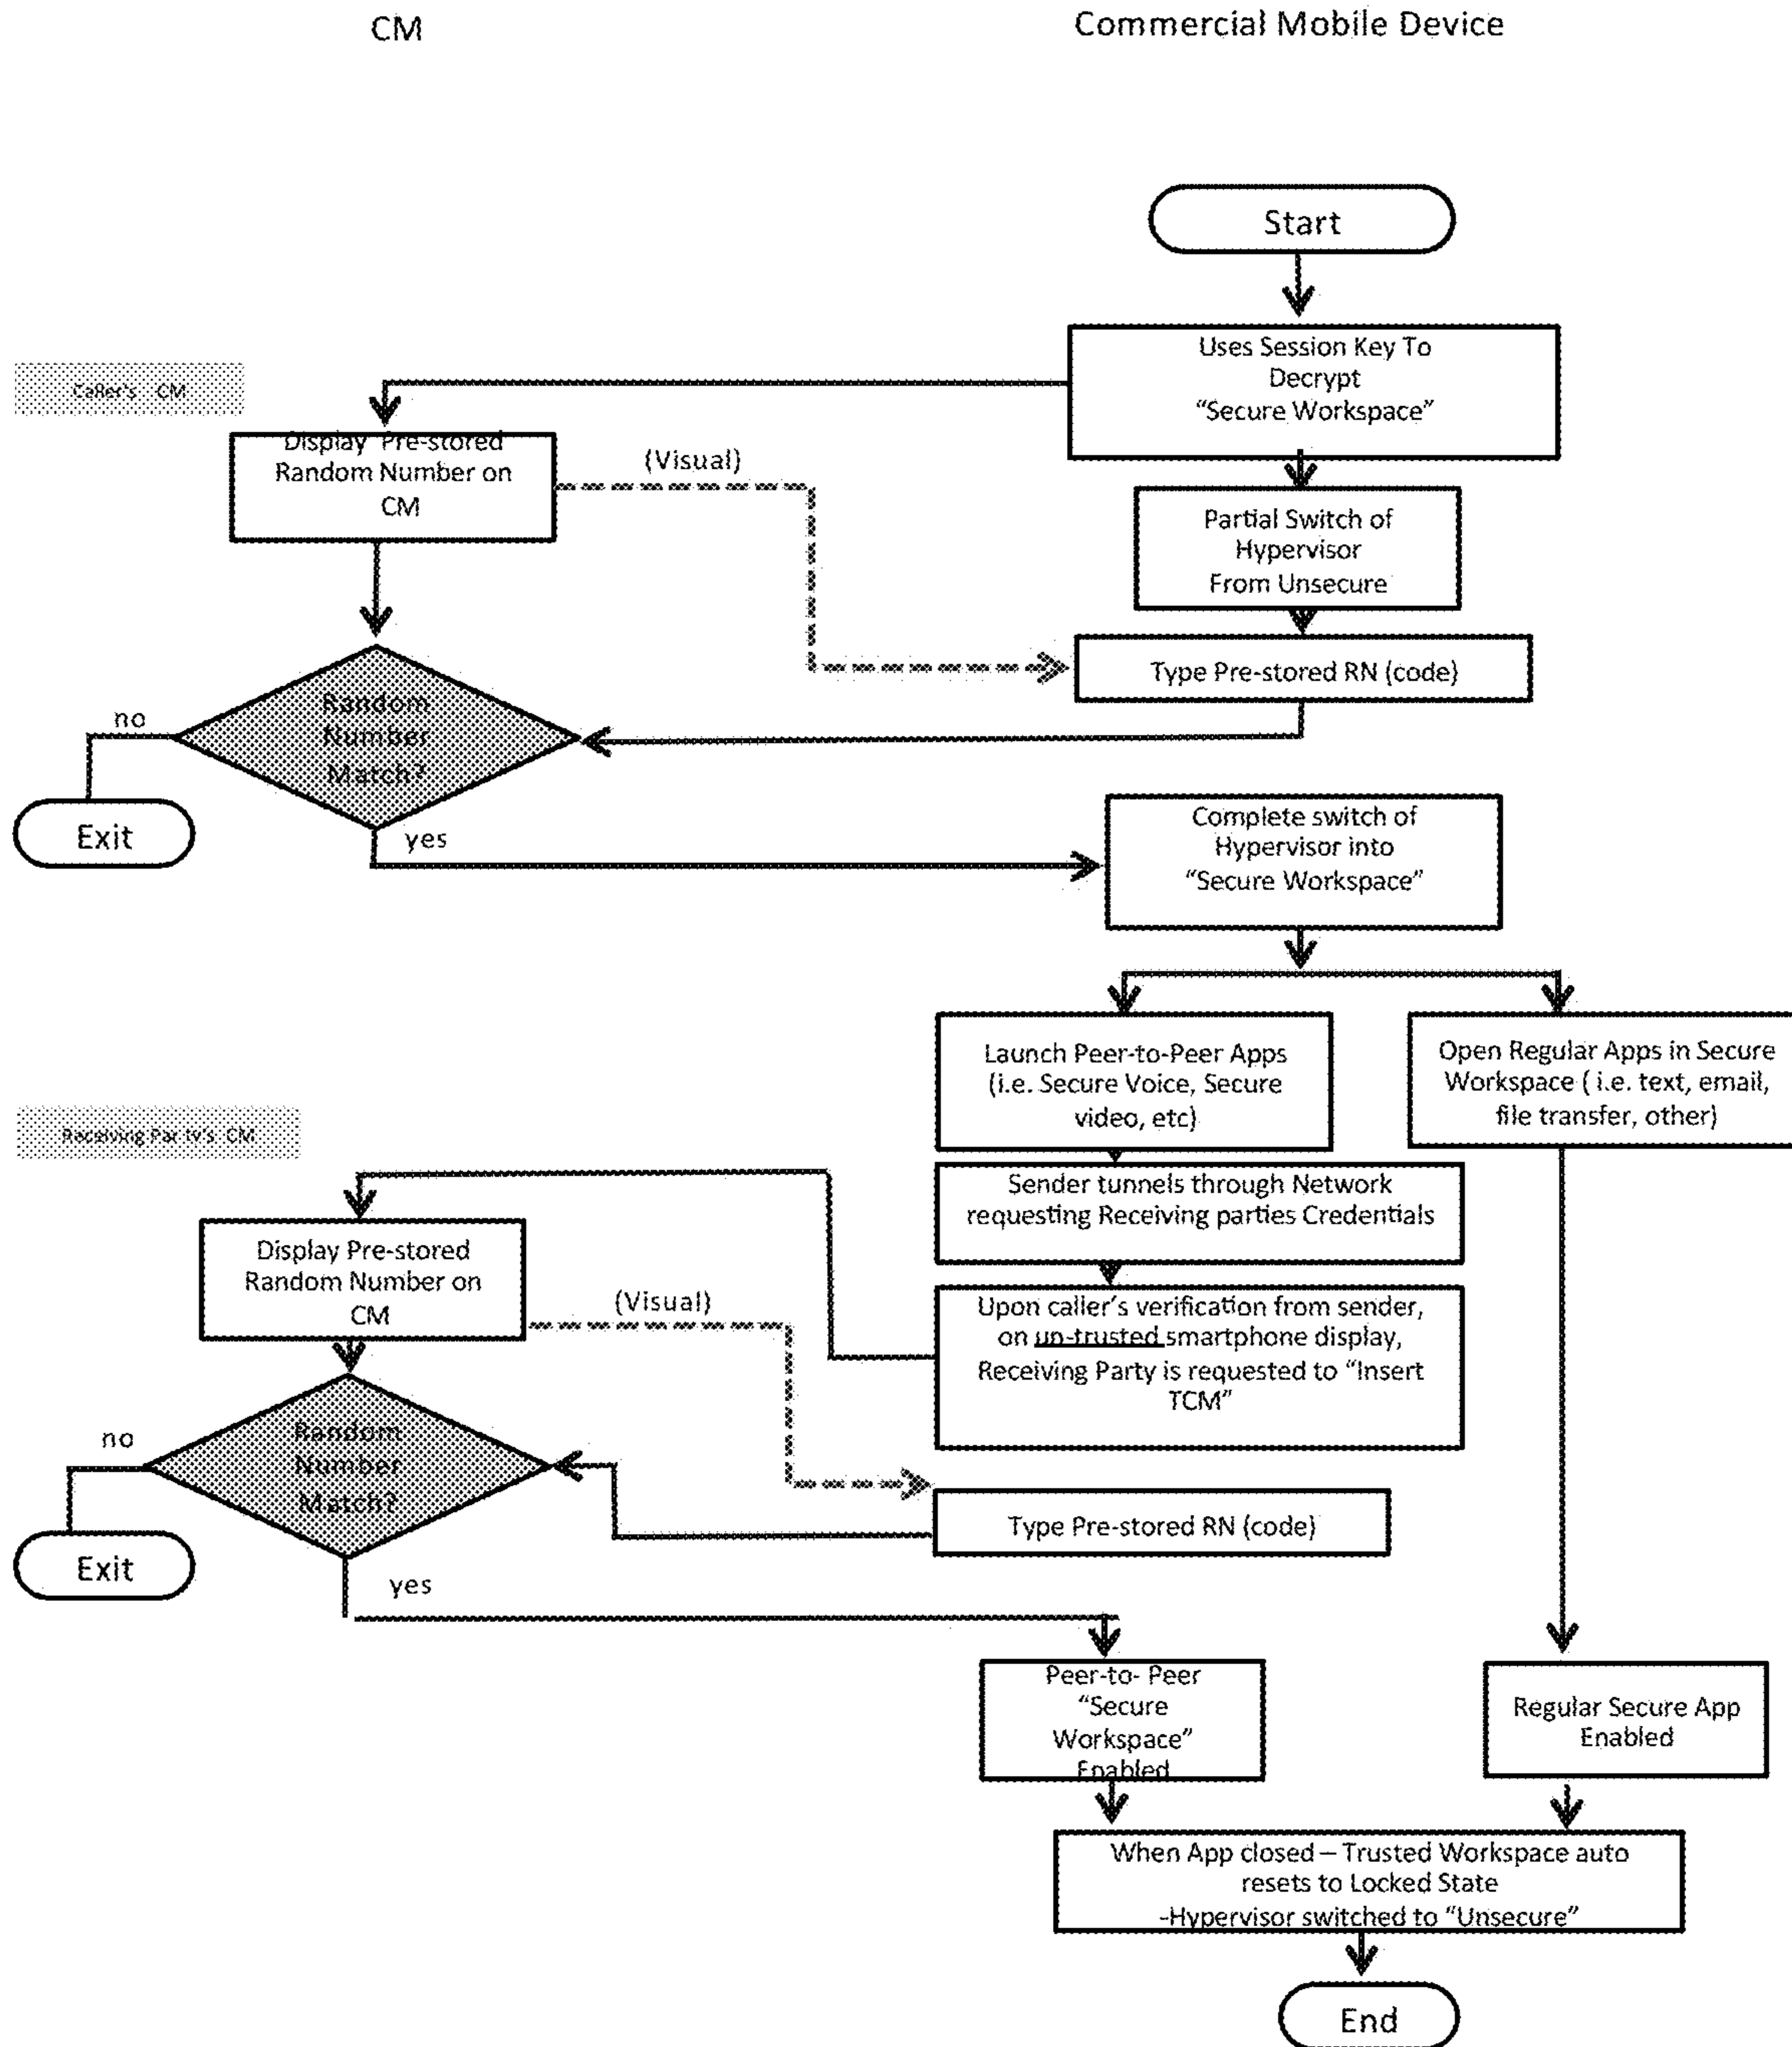 CM
Commercial Mobile Device
Start
Uses Session Key To
Decrypt
“Secure Workspace”
Caller's CM
Display Pre-stored
Random Number on
CM
(Visual)
Partial Switch of
Hypervisor
From Unsecure
Type Pre-stored RN (code)
Random
Number
Match?
no
Exit
yes
Complete switch of
Hypervisor into
“Secure Workspace”
Launch Peer-to-Peer Apps
(i.e. Secure Voice, Secure
video, etc)
Open Regular Apps in Secure
Workspace ( i.e. text, email,
file transfer, other)
Receiving Party's CM
Sender tunnels through Network
requesting Receiving parties Credentials
Display Pre-stored
Random Number on
CM
(Visual)
Upon caller’s verification from sender,
on un-trusted smartphone display,
Receiving Party is requested to “Insert
TCM”
Random
Number
Match?
no
Exit
Type Pre-stored RN (code)
yes
Peer-to- Peer
“Secure
Workspace”
Enabled
Regular Secure App
Enabled
When App closed – Trusted Workspace auto
resets to Locked State
-Hypervisor switched to “Unsecure”
End